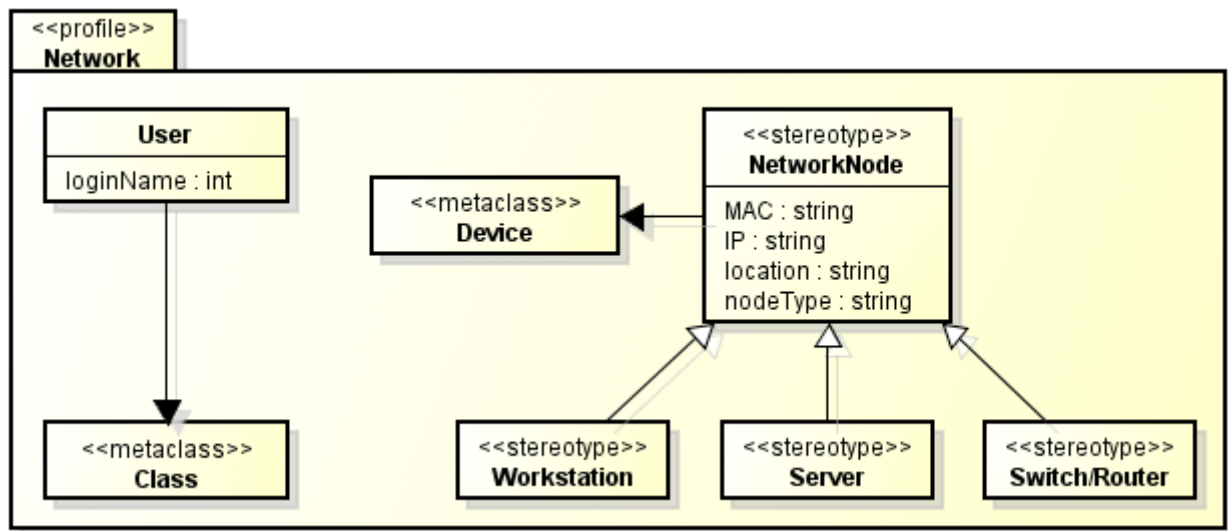 <<profile>>
Network
User
loginName : int
<<metaclass>>
Class
<<metaclass>>
Device
<<stereotype>>
NetworkNode
MAC : string
IP : string
location : string
nodeType : string
<<stereotype>>
Workstation
<<stereotype>>
Server
<<stereotype>>
Switch/Router